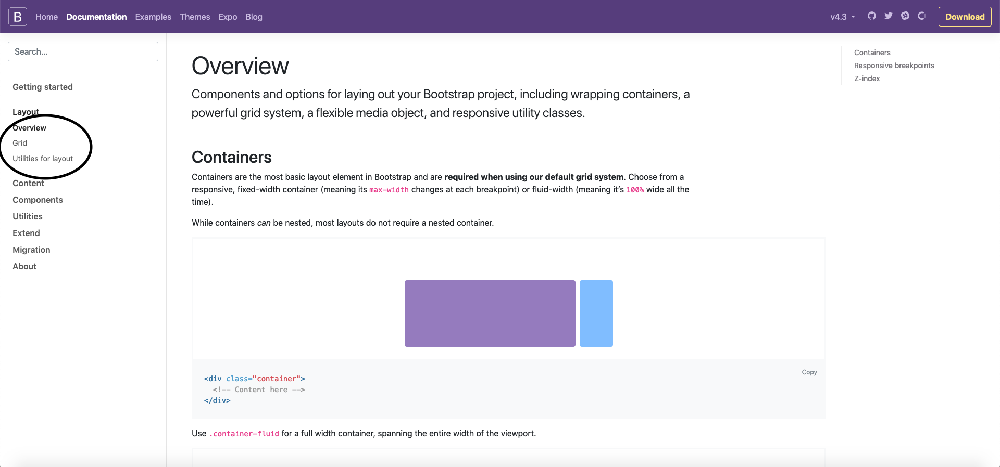 B Home Documentation Examples Themes Expo Blog v4.3 Download
Search...
Getting started
Layout
Overview
Grid
Utilities for layout
Content
Components
Utilities
Extend
Migration
About
Overview
Components and options for laying out your Bootstrap project, including wrapping containers, a
powerful grid system, a flexible media object, and responsive utility classes.
Containers
Containers are the most basic layout element in Bootstrap and are required when using our default grid system. Choose from a
responsive, fixed-width container (meaning its max-width changes at each breakpoint) or fluid-width (meaning it’s 100% wide all the
time).
While containers can be nested, most layouts do not require a nested container.
Copy
<div class="container">
  <!-- Content here -->
</div>
Use .container-fluid for a full width container, spanning the entire width of the viewport.
Containers
Responsive breakpoints
Z-index